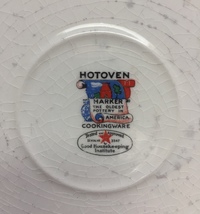 HOTOVEN
HARKER
THE OLDEST
POTTERY IN
AMERICA
COOKINGWARE
Good Housekeeping
Institute